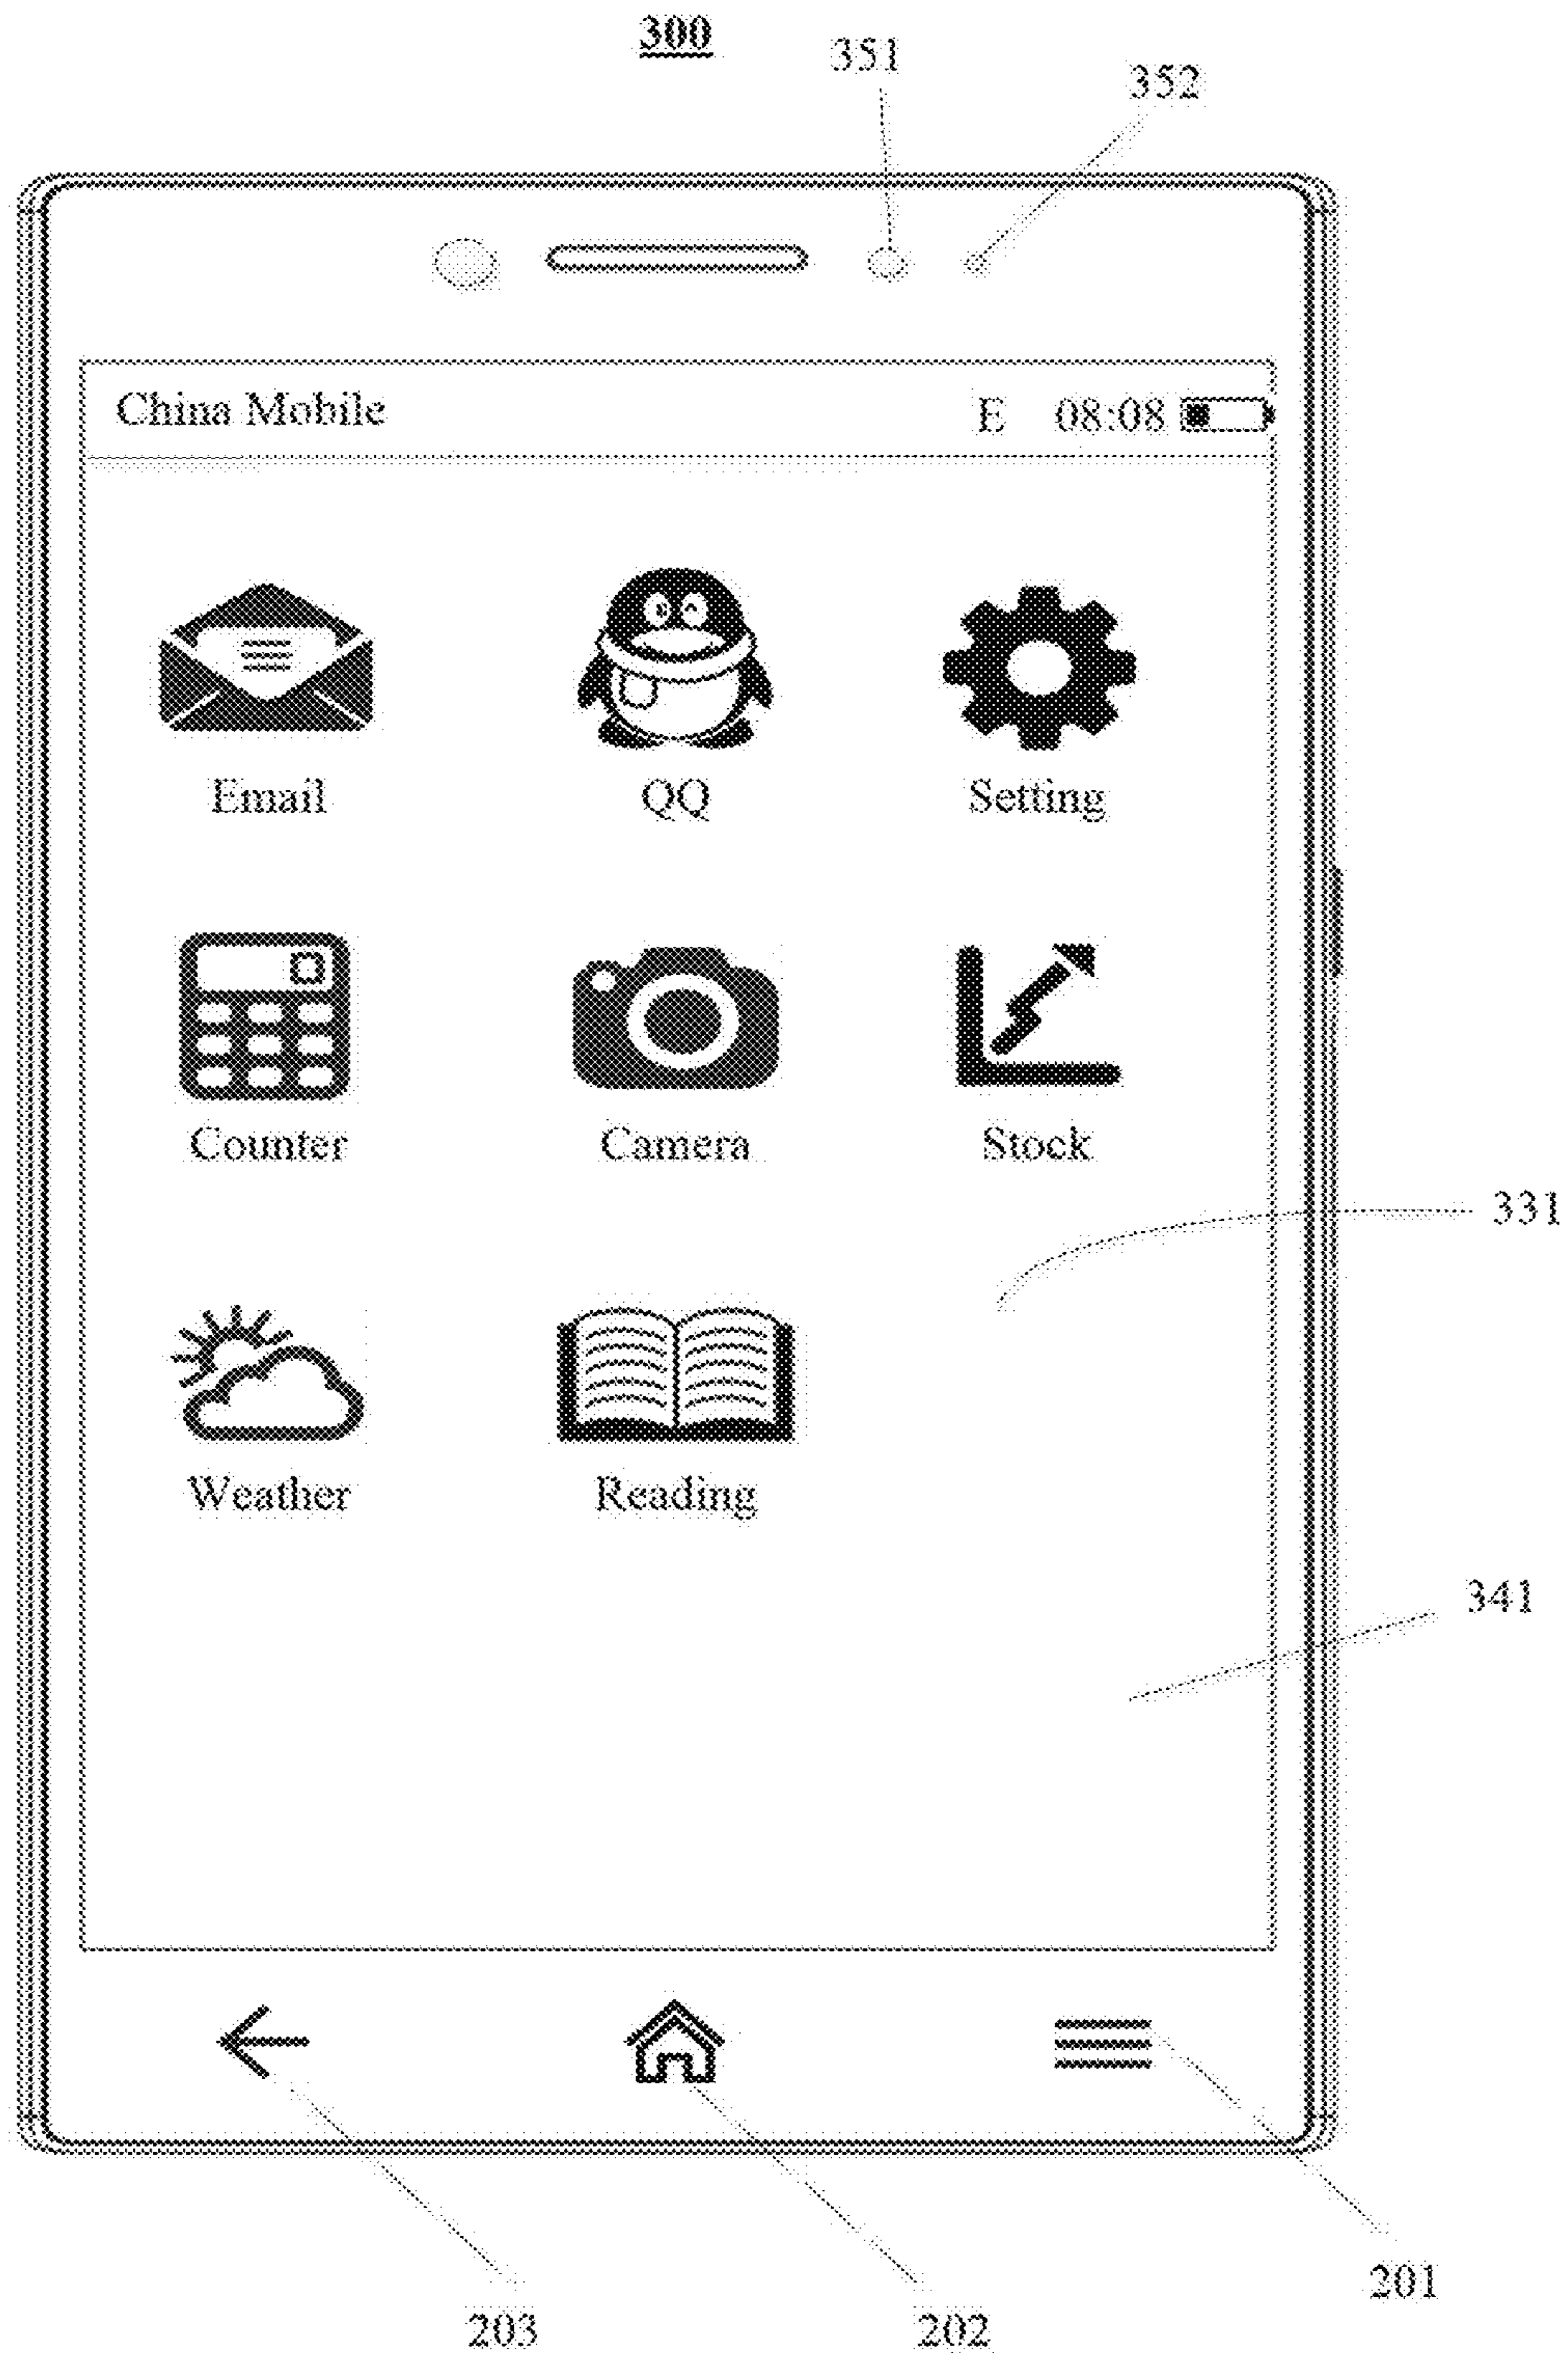 300
351
352
China Mobile E 08:08
Email QQ Setting
Counter Camera Stock
331
Weather Reading
341
201
203 202